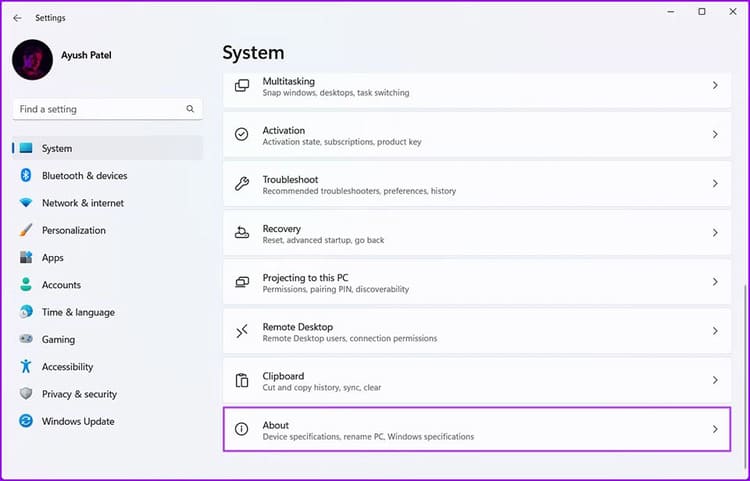 Settings
Ayush Patel
Find a setting
System
Bluetooth & devices
Network & internet
Personalization
Apps
Accounts
Time & language
Gaming
Accessibility
Privacy & security
Windows Update
System
Multitasking
Snap windows, desktops, task switching
Activation
Activation state, subscriptions, product key
Troubleshoot
Recommended troubleshooters, preferences, history
Recovery
Reset, advanced startup, go back
Projecting to this PC
Permissions, pairing PIN, discoverability
Remote Desktop
Remote Desktop users, connection permissions
Clipboard
Cut and copy history, sync, clear
About
Device specifications, rename PC, Windows specifications